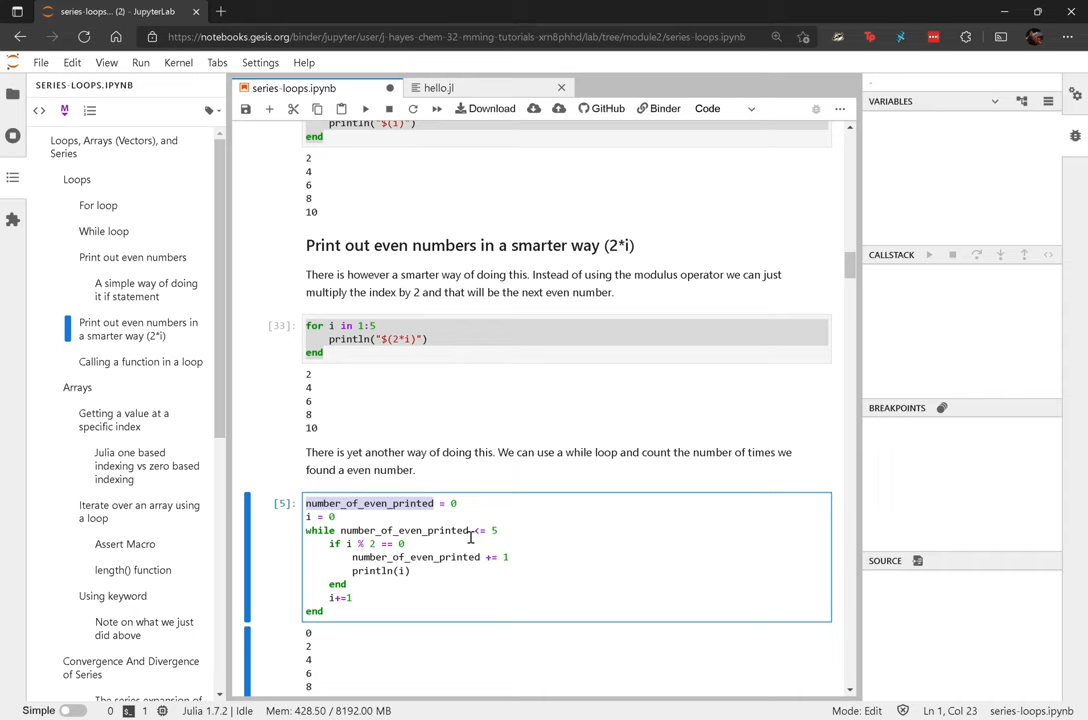 series-loops... (2) - JupyterLab
https://notebooks.gesis.org/binder/jupyter/user/j-hayes-chem-32-mming-tutorials-xrn8phhd/lab/tree/module2/series-loops.ipynb
File Edit View Run Kernel Tabs Settings Help
SERIES-LOOPS.IPYNB
Loops, Arrays (Vectors), and
Series
Loops
For loop
While loop
Print out even numbers
A simple way of doing
it if statement
Print out even numbers in
a smarter way (2*i)
Calling a function in a loop
Arrays
Getting a value at a
specific index
Julia one based
indexing vs zero based
indexing
Iterate over an array using
a loop
Assert Macro
length() function
Using keyword
Note on what we just
did above
Convergence And Divergence
of Series
The series expansion of
series-loops.ipynb
hello.jl
Download GitHub Binder Code
println("$(i)")
end
2
4
6
8
10
Print out even numbers in a smarter way (2*i)
There is however a smarter way of doing this. Instead of using the modulus operator we can just
multiply the index by 2 and that will be the next even number.
[33]: for i in 1:5
println("$(2*i)")
end
2
4
6
8
10
There is yet another way of doing this. We can use a while loop and count the number of times we
found a even number.
[5]: number_of_even_printed = 0
i = 0
while number_of_even_printed <= 5
if i % 2 == 0
number_of_even_printed += 1
println(i)
end
i+=1
end
0
2
4
6
8
VARIABLES
CALLSTACK
BREAKPOINTS
SOURCE
Simple 0 1 Julia 1.7.2 | Idle Mem: 428.50 / 8192.00 MB Mode: Edit Ln 1, Col 23 series-loops.ipynb